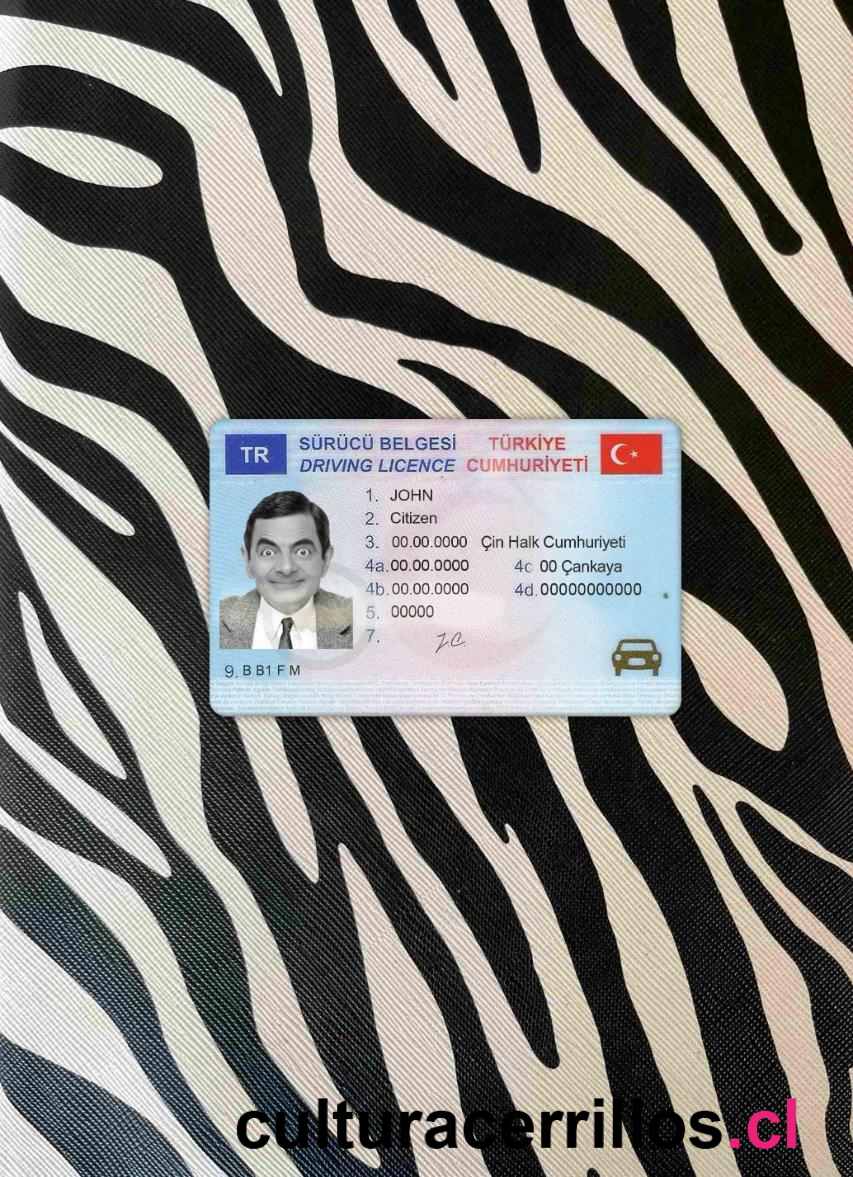 TR
SÜRÜCÜ BELGESİ TÜRKİYE
DRIVING LICENCE CUMHURİYETİ
1. JOHN
2. Citizen
3. 00.00.0000 Çin Halk Cumhuriyeti
4a. 00.00.0000 4c 00 Çankaya
4b. 00.00.0000 4d. 00000000000
5. 00000
7. J.C.
9. B B1 F M
culturacerrillos.cl